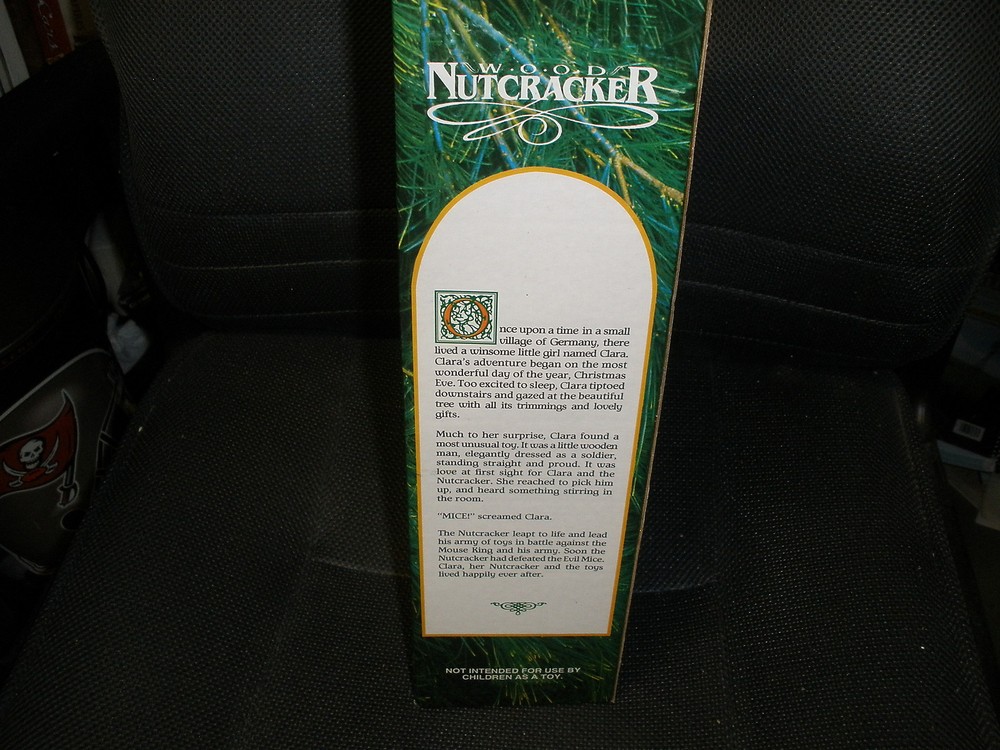 W·O·O·D
NUTCRACKER
Once upon a time in a small
village of Germany, there
lived a winsome little girl named Clara.
Clara's adventure began on the most
wonderful day of the year, Christmas
Eve. Too excited to sleep, Clara tiptoed
downstairs and gazed at the beautiful
tree with all its trimmings and lovely
gifts.
Much to her surprise, Clara found a
most unusual toy. It was a little wooden
man, elegantly dressed as a soldier,
standing straight and proud. It was
love at first sight for Clara and the
Nutcracker. She reached to pick him
up, and heard something stirring in
the room.
"MICE!" screamed Clara.
The Nutcracker leapt to life and lead
his army of toys in battle against the
Mouse King and his army. Soon the
Nutcracker had defeated the Evil Mice.
Clara, her Nutcracker and the toys
lived happily ever after.
NOT INTENDED FOR USE BY
CHILDREN AS A TOY.